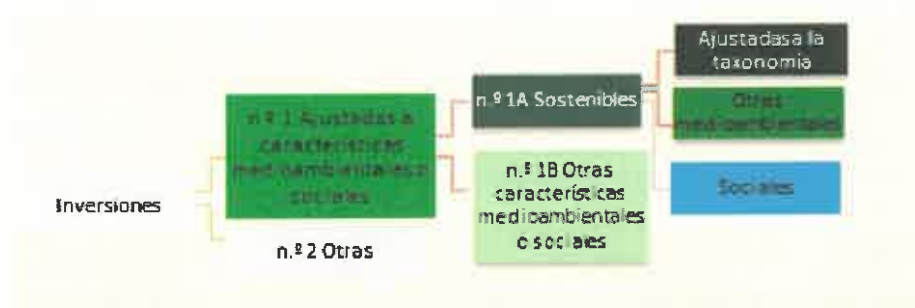 Inversiones
n.º 1 Ajustadas a
características
medioambientales o
sociales
n.º 2 Otras
n.º 1A Sostenibles
n.º 1B Otras
características
medioambientales
o sociales
Ajustadas a la
taxonomía
Otras
medioambientales
Sociales